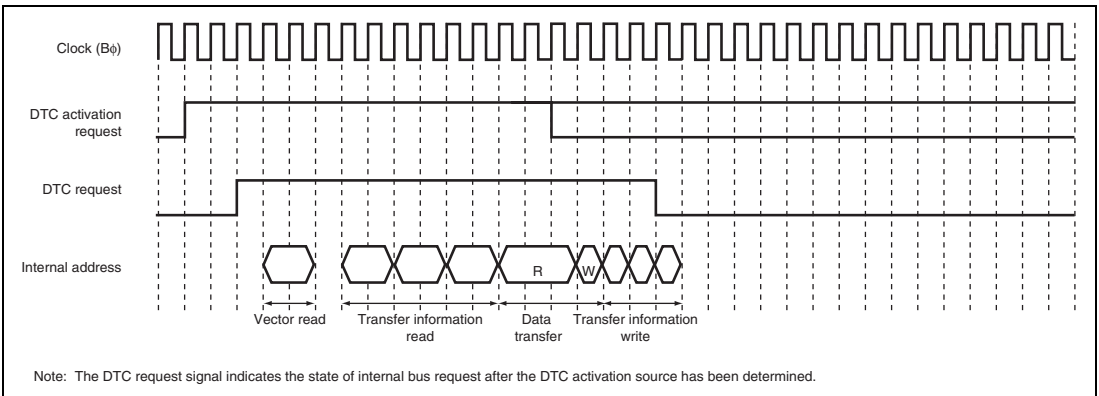 Clock (Bφ)
DTC activation
request
DTC request
Internal address
R
W
Vector read
Transfer information
read
Data
transfer
Transfer information
write
Note: The DTC request signal indicates the state of internal bus request after the DTC activation source has been determined.